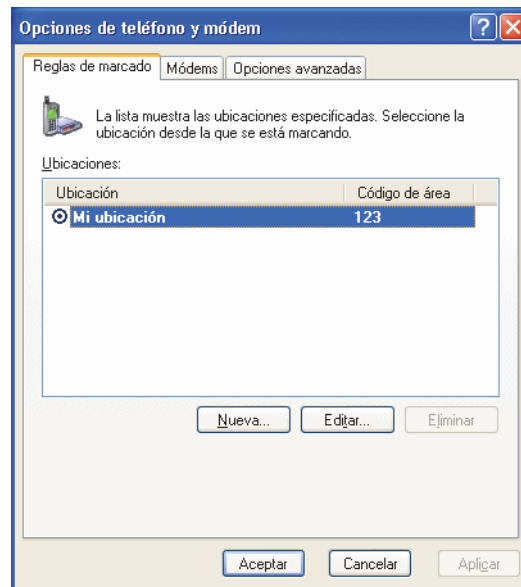 Opciones de teléfono y módem
Reglas de marcado Módems Opciones avanzadas
La lista muestra las ubicaciones especificadas. Seleccione la
ubicación desde la que se está marcando.
Ubicaciones:
Ubicación Código de área
Mi ubicación 123
Nueva... Editar... Eliminar
Aceptar Cancelar Aplicar